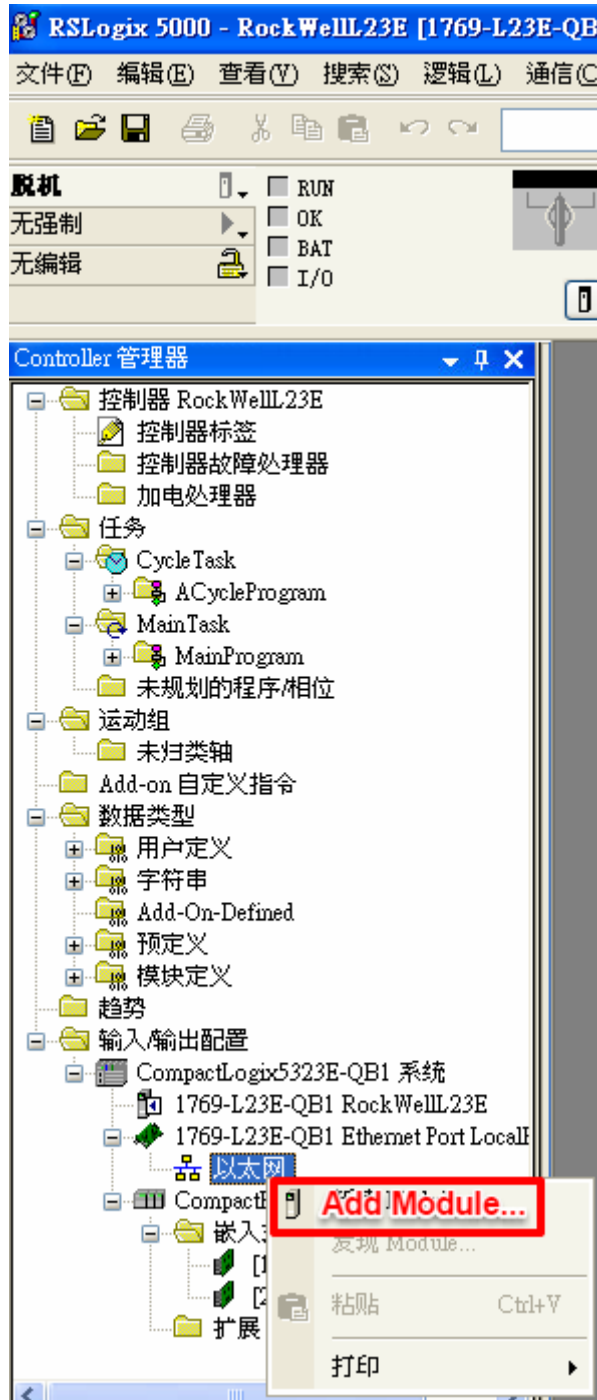 RSLogix 5000 - RockWellL23E [1769-L23E-QB
文件(F) 编辑(E) 查看(V) 搜索(S) 逻辑(L) 通信(C
脱机
RUN
无强制
OK
无编辑
BAT
I/O
Controller 管理器
控制器 RockWellL23E
控制器标签
控制器故障处理器
加电处理器
任务
CycleTask
ACycleProgram
MainTask
MainProgram
未规划的程序/相位
运动组
未归类轴
Add-on 自定义指令
数据类型
用户定义
字符串
Add-On-Defined
预定义
模块定义
趋势
输入/输出配置
CompactLogix5323E-QB1 系统
1769-L23E-QB1 RockWellL23E
1769-L23E-QB1 Ethernet Port LocalE
以太网
Compact
Add Module...
嵌入
发现 Module...
[1
[2
粘贴 Ctrl+V
扩展
打印